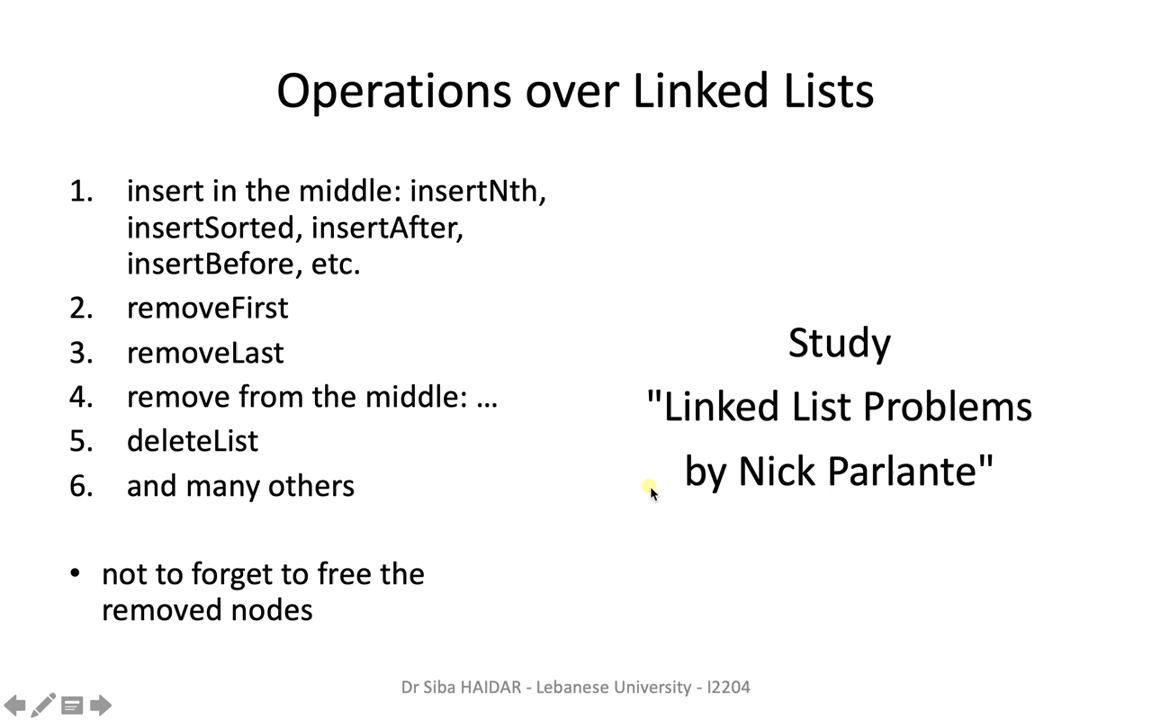 Operations over Linked Lists
1. insert in the middle: insertNth,
insertSorted, insertAfter,
insertBefore, etc.
2. removeFirst
3. removeLast
4. remove from the middle: ...
5. deleteList
6. and many others
• not to forget to free the
removed nodes
Study
"Linked List Problems
by Nick Parlante"
Dr Siba HAIDAR - Lebanese University - I2204